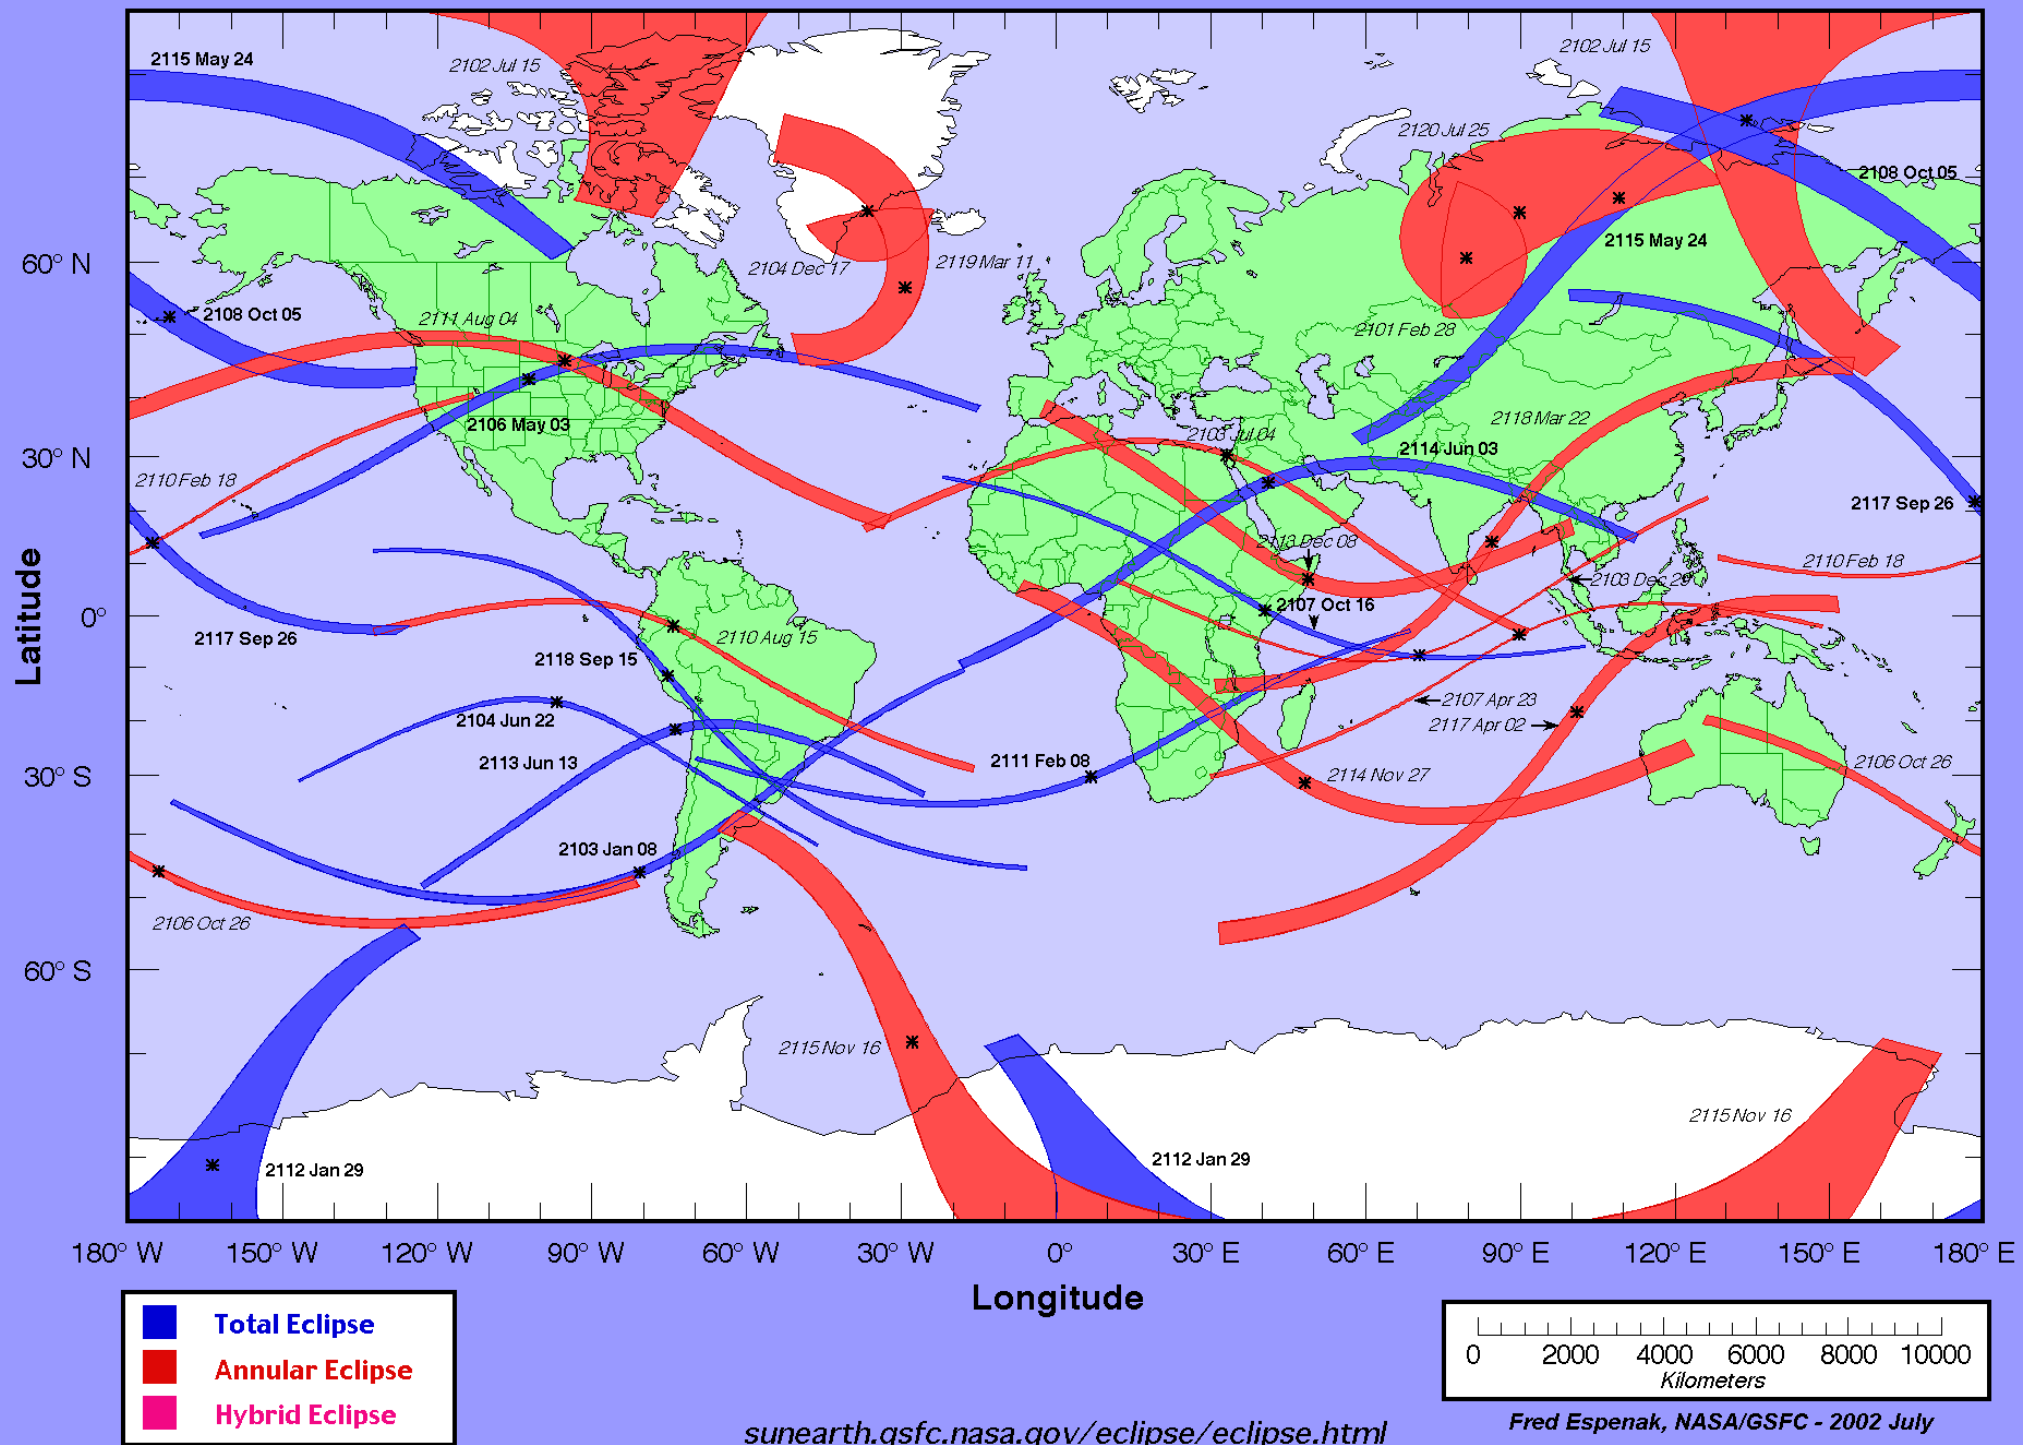 2115 May 24
2102 Jul 15
2102 Jul 15
2120 Jul 25
2108 Oct 05
2115 May 24
60° N
2104 Dec 17
2119 Mar 11
2108 Oct 05
2111 Aug 04
2101 Feb 28
2106 May 03
2118 Mar 22
2103 Jul 04
2114 Jun 03
30° N
2110 Feb 18
2117 Sep 26
2113 Dec 08
2110 Feb 18
2103 Dec 29
2107 Oct 16
0°
2117 Sep 26
2110 Aug 15
2118 Sep 15
2107 Apr 23
2104 Jun 22
2117 Apr 02
2113 Jun 13
2111 Feb 08
2114 Nov 27
2106 Oct 26
30° S
2103 Jan 08
2106 Oct 26
60° S
2115 Nov 16
2115 Nov 16
2112 Jan 29
2112 Jan 29
Latitude
180° W 150° W 120° W 90° W 60° W 30° W 0° 30° E 60° E 90° E 120° E 150° E 180° E
Longitude
Total Eclipse
Annular Eclipse
Hybrid Eclipse
0 2000 4000 6000 8000 10000
Kilometers
Fred Espenak, NASA/GSFC - 2002 July
sunearth.gsfc.nasa.gov/eclipse/eclipse.html